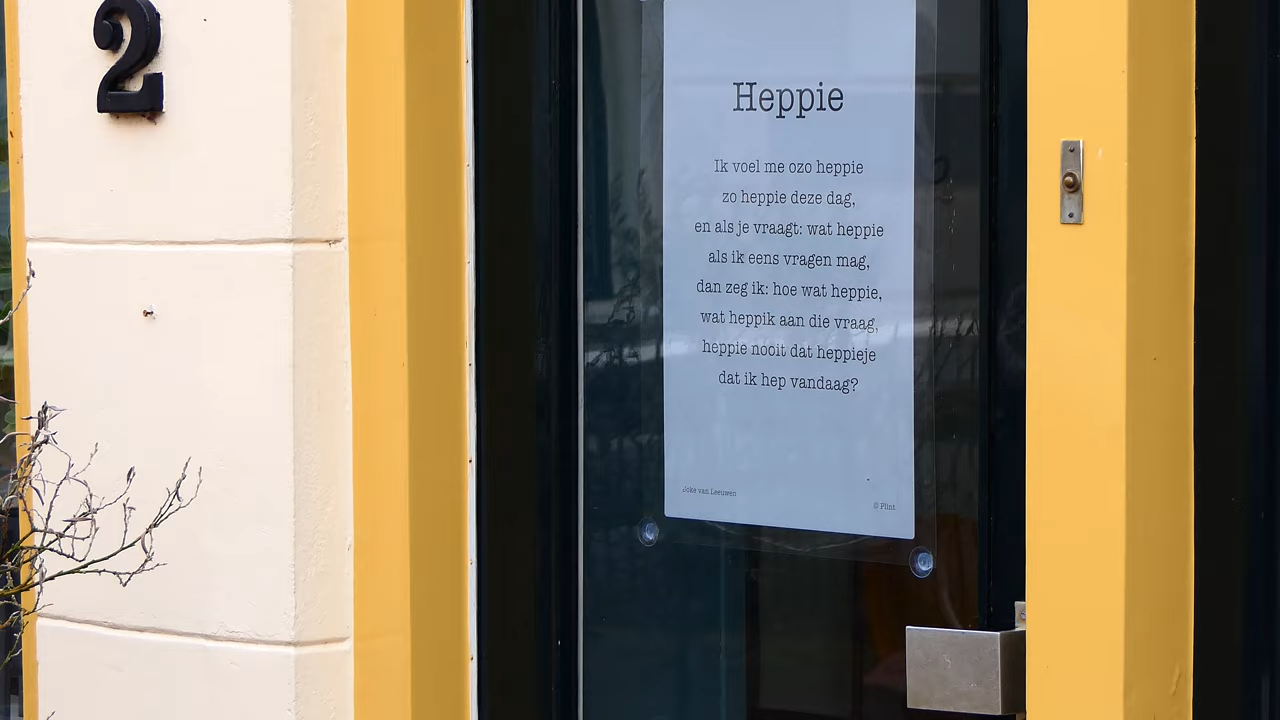 2
Heppie
Ik voel me ozo heppie
zo heppie deze dag,
en als je vraagt: wat heppie
als ik eens vragen mag,
dan zeg ik: hoe wat heppie,
wat heppik aan die vraag,
heppie nooit dat heppieje
dat ik hep vandaag?
Joke van Leeuwen
© Plint